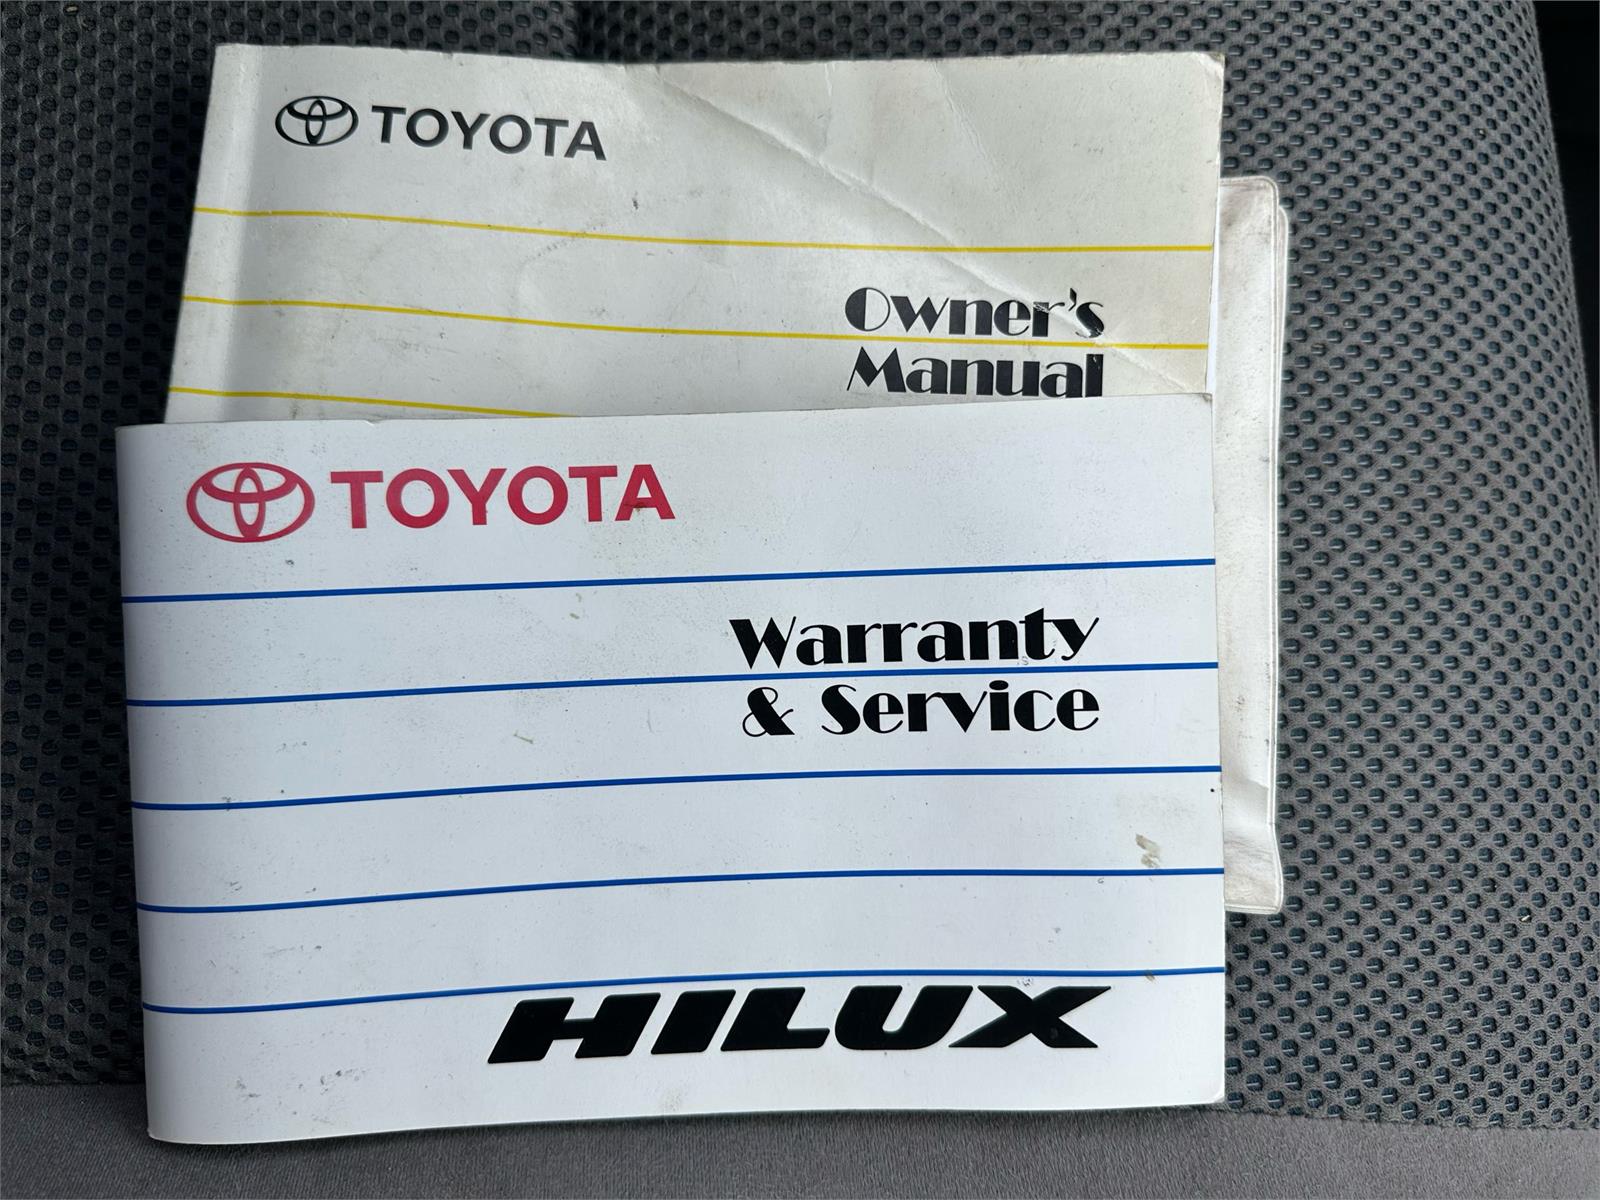 TOYOTA
Owner's
Manual
TOYOTA
Warranty
& Service
HILUX